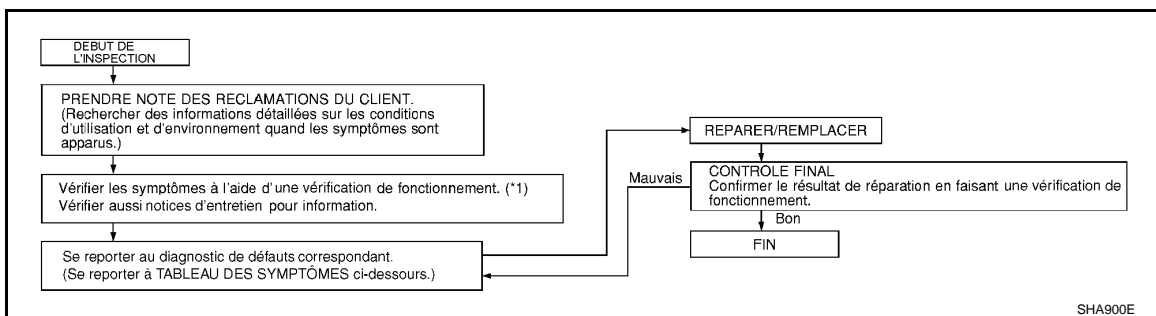 DEBUT DE
L'INSPECTION
PRENDRE NOTE DES RECLAMATIONS DU CLIENT.
(Rechercher des informations détaillées sur les conditions
d'utilisation et d'environnement quand les symptômes sont
apparus.)
Vérifier les symptômes à l'aide d'une vérification de fonctionnement. (*1)
Vérifier aussi notices d'entretien pour information.
Se reporter au diagnostic de défauts correspondant.
(Se reporter à TABLEAU DES SYMPTÔMES ci-dessours.)
REPARER/REMPLACER
Mauvais
CONTROLE FINAL
Confirmer le résultat de réparation en faisant une vérification de
fonctionnement.
Bon
FIN
SHA900E